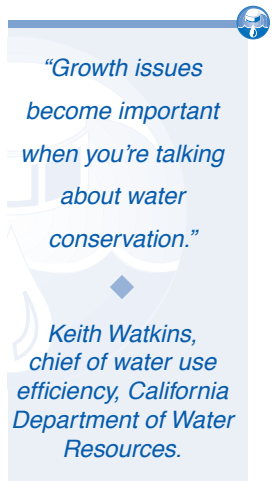 “Growth issues
become important
when you’re talking
about water
conservation.”
Keith Watkins,
chief of water use
efficiency, California
Department of Water
Resources.